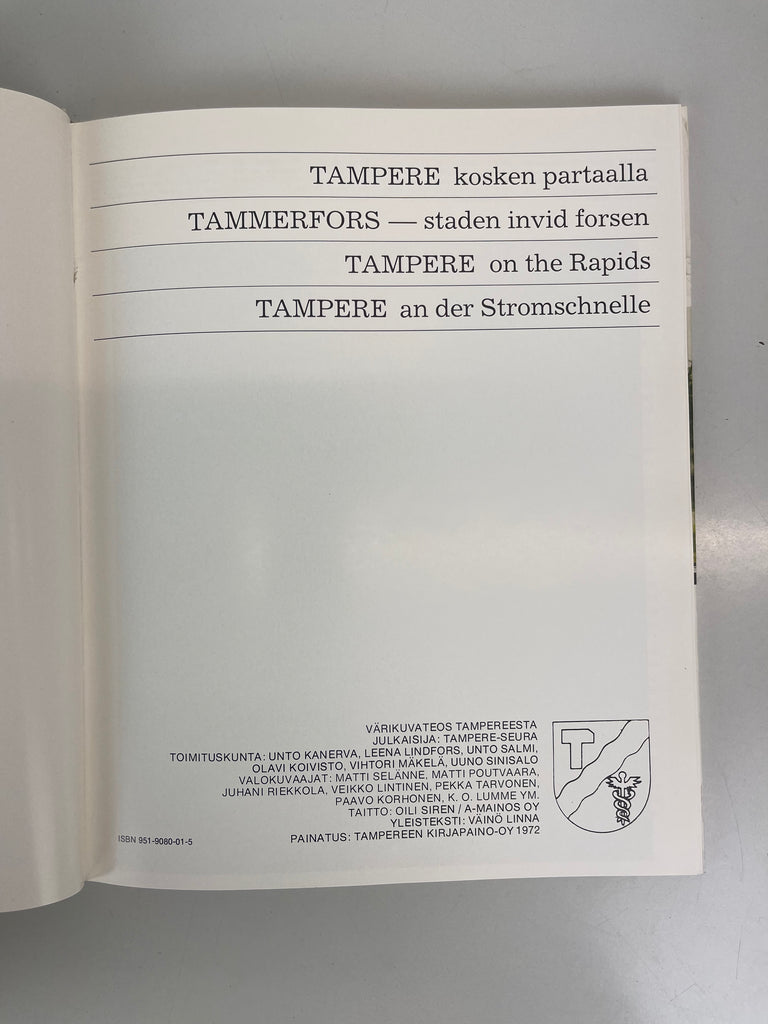 TAMPERE kosken partaalla
TAMMERFORS — staden invid forsen
TAMPERE on the Rapids
TAMPERE an der Stromschnelle
VÄRIKUVATEOS TAMPEREESTA
JULKAISIJA: TAMPERE-SEURA
TOIMITUSKUNTA: UNTO KANERVA, LEENA LINDFORS, UNTO SALMI,
OLAVI KOIVISTO, VIHTORI MÄKELÄ, UUNO SINISALO
VALOKUVAAJAT: MATTI SELÄNNE, MATTI POUTVAARA,
JUHANI RIEKKOLA, VEIKKO LINTINEN, PEKKA TARVONEN,
PAAVO KORHONEN, K. O. LUMME YM.
TAITTO: OILI SIREN / A-MAINOS OY
YLEISTEKSTI: VÄINÖ LINNA
PAINATUS: TAMPEREEN KIRJAPAINO-OY 1972
T
ISBN 951-9080-01-5